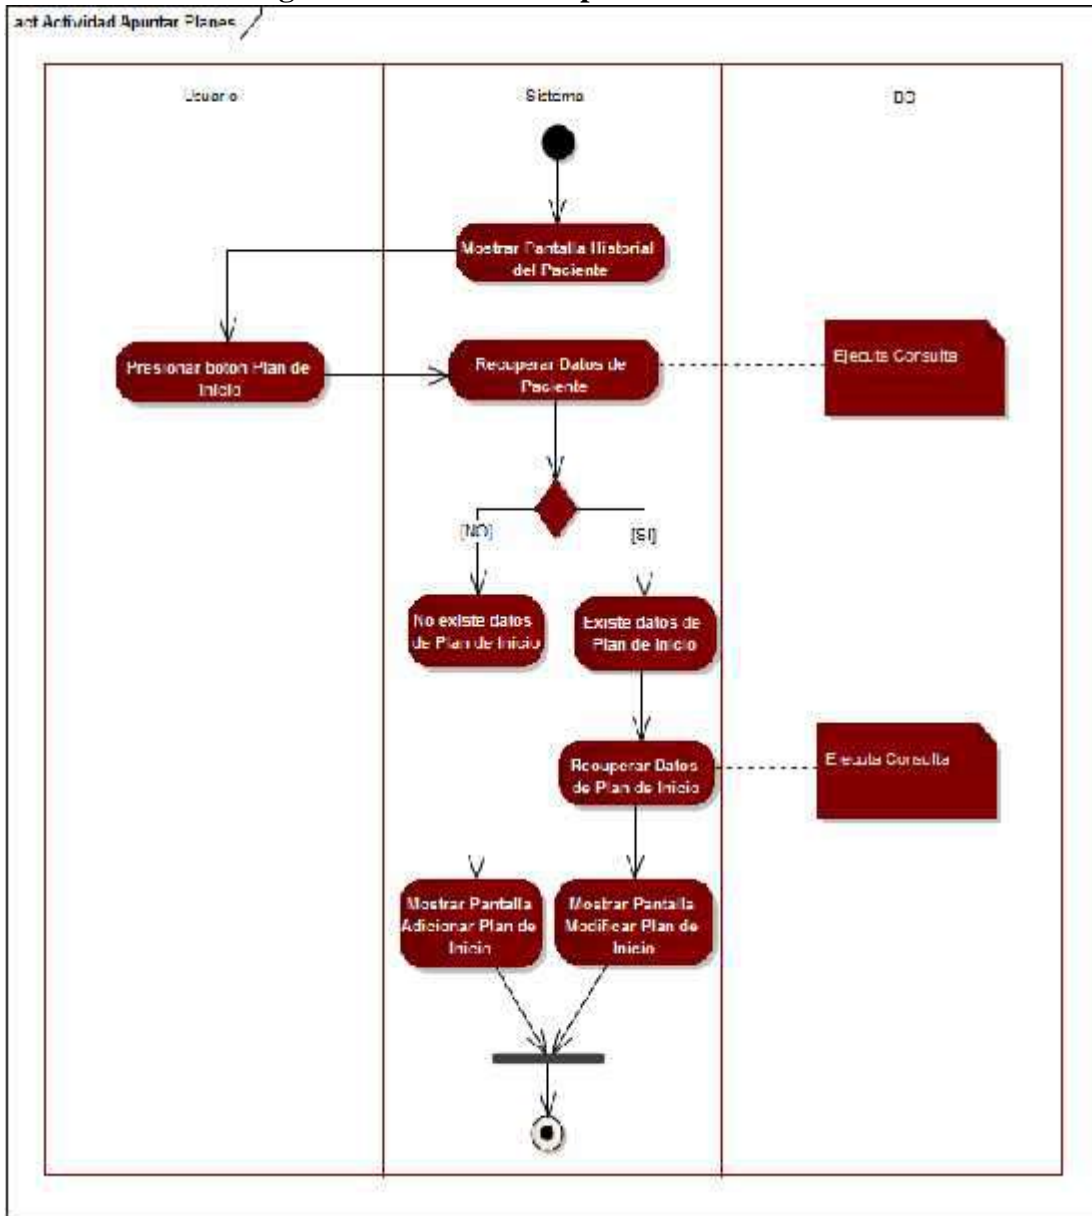 act Actividad Apuntar Planes
Usuario
Sistema
BD
Mostrar Pantalla Historial
del Paciente
Presionar boton Plan de
Inicio
Recuperar Datos de
Paciente
Ejecuta Consulta
[NO]
[SI]
No existe datos
de Plan de Inicio
Existe datos de
Plan de Inicio
Recuperar Datos
de Plan de Inicio
Ejecuta Consulta
Mostrar Pantalla
Adicionar Plan de
Inicio
Mostrar Pantalla
Modificar Plan de
Inicio